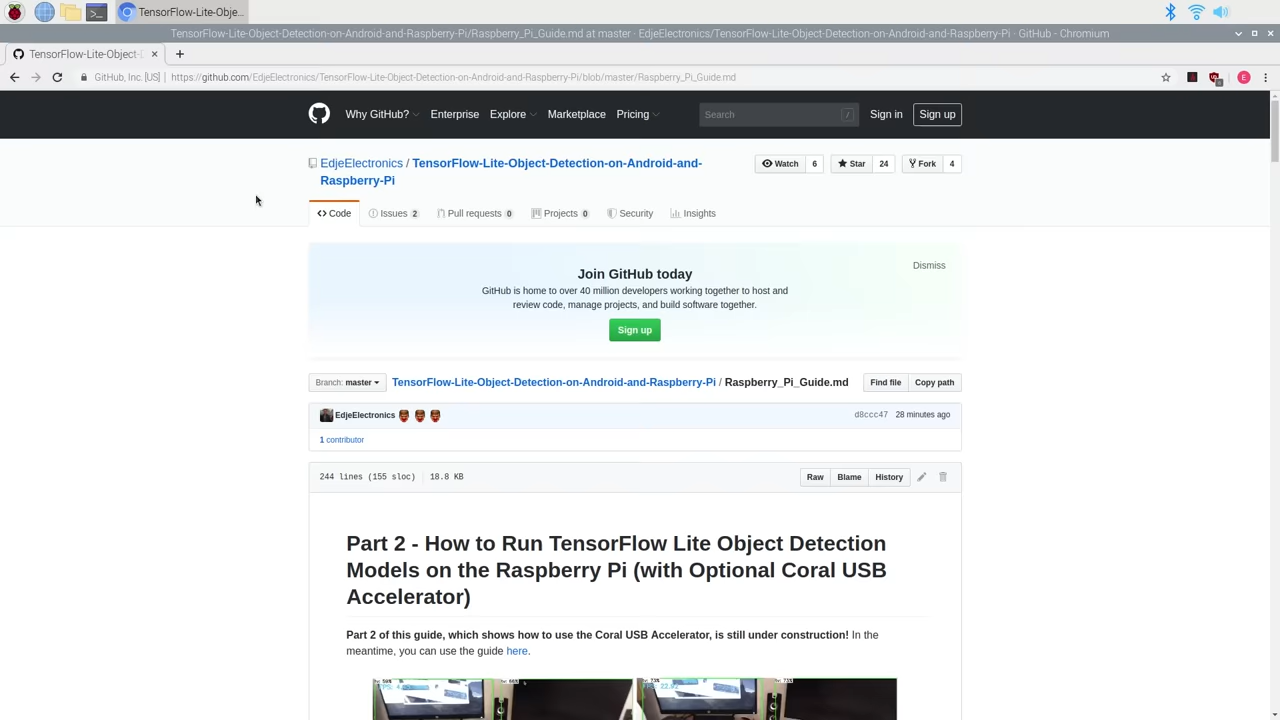 TensorFlow-Lite-Obje...
TensorFlow-Lite-Object-Detection-on-Android-and-Raspberry-Pi/Raspberry_Pi_Guide.md at master · EdjeElectronics/TensorFlow-Lite-Object-Detection-on-Android-and-Raspberry-Pi · GitHub - Chromium
TensorFlow-Lite-Object-D
GitHub, Inc. [US] | https://github.com/EdjeElectronics/TensorFlow-Lite-Object-Detection-on-Android-and-Raspberry-Pi/blob/master/Raspberry_Pi_Guide.md
E
Why GitHub? Enterprise Explore Marketplace Pricing Search / Sign in Sign up
EdjeElectronics / TensorFlow-Lite-Object-Detection-on-Android-and-
Raspberry-Pi
Watch 6 Star 24 Fork 4
Code Issues 2 Pull requests 0 Projects 0 Security Insights
Dismiss
Join GitHub today
GitHub is home to over 40 million developers working together to host and
review code, manage projects, and build software together.
Sign up
Branch: master TensorFlow-Lite-Object-Detection-on-Android-and-Raspberry-Pi / Raspberry_Pi_Guide.md Find file Copy path
EdjeElectronics d8ccc47 28 minutes ago
1 contributor
244 lines (155 sloc) 18.8 KB Raw Blame History
Part 2 - How to Run TensorFlow Lite Object Detection
Models on the Raspberry Pi (with Optional Coral USB
Accelerator)
Part 2 of this guide, which shows how to use the Coral USB Accelerator, is still under construction! In the
meantime, you can use the guide here.